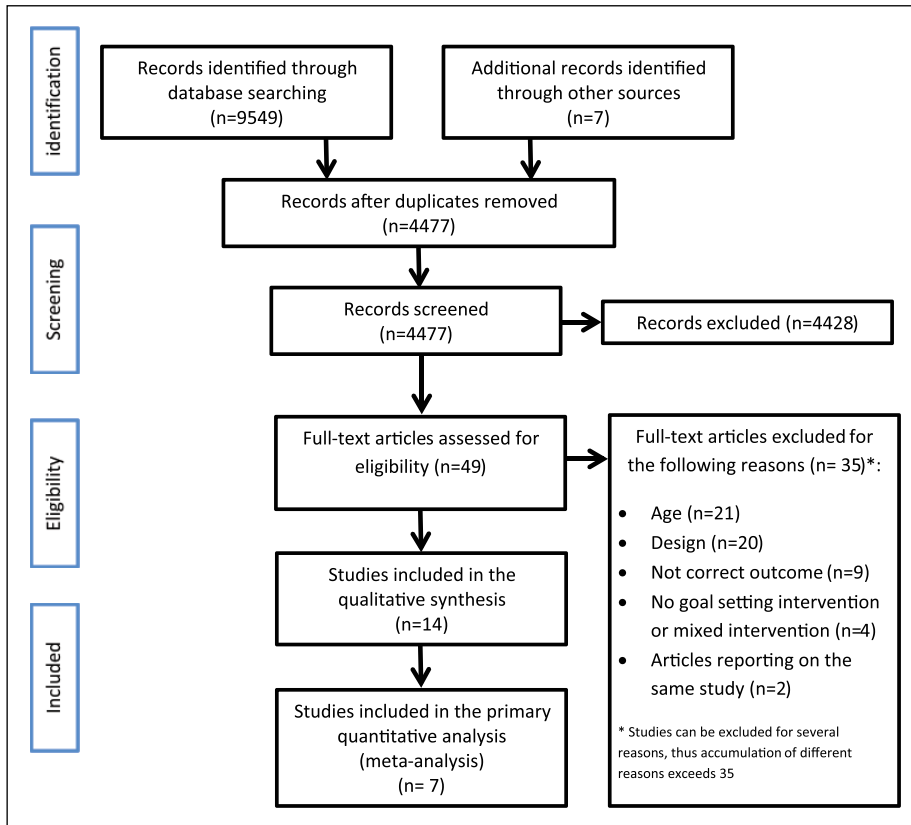 identification
Records identified through
database searching
(n=9549)
Additional records identified
through other sources
(n=7)
Records after duplicates removed
(n=4477)
Screening
Records screened
(n=4477)
Records excluded (n=4428)
Eligibility
Full-text articles assessed for
eligibility (n=49)
Full-text articles excluded for
the following reasons (n= 35)*:
• Age (n=21)
• Design (n=20)
• Not correct outcome (n=9)
• No goal setting intervention
or mixed intervention (n=4)
• Articles reporting on the
same study (n=2)
* Studies can be excluded for several
reasons, thus accumulation of different
reasons exceeds 35
Studies included in the
qualitative synthesis
(n=14)
Included
Studies included in the primary
quantitative analysis
(meta-analysis)
(n= 7)